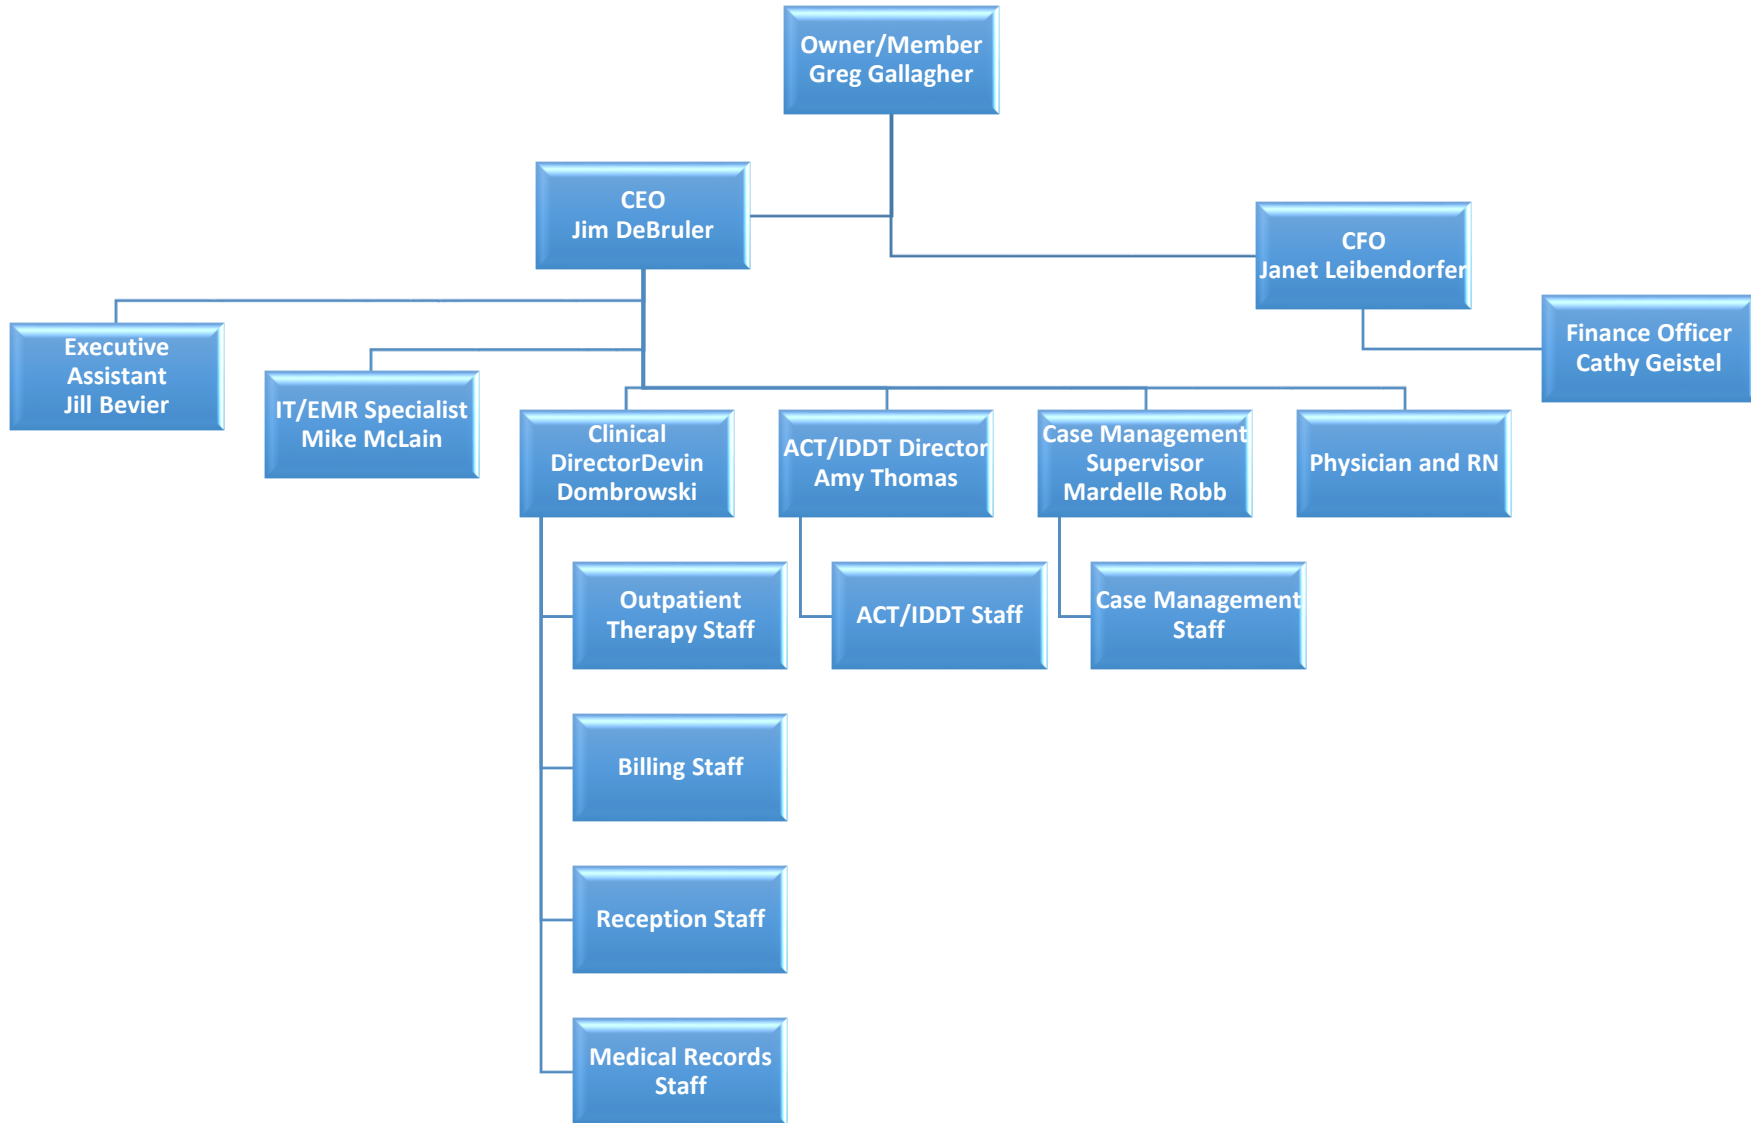 Owner/Member
Greg Gallagher
CEO
Jim DeBruler
CFO
Janet Leibendorfer
Finance Officer
Cathy Geistel
Executive
Assistant
Jill Bevier
IT/EMR Specialist
Mike McLain
Clinical
DirectorDevin
Dombrowski
ACT/IDDT Director
Amy Thomas
Case Management
Supervisor
Mardelle Robb
Physician and RN
Outpatient
Therapy Staff
ACT/IDDT Staff
Case Management
Staff
Billing Staff
Reception Staff
Medical Records
Staff